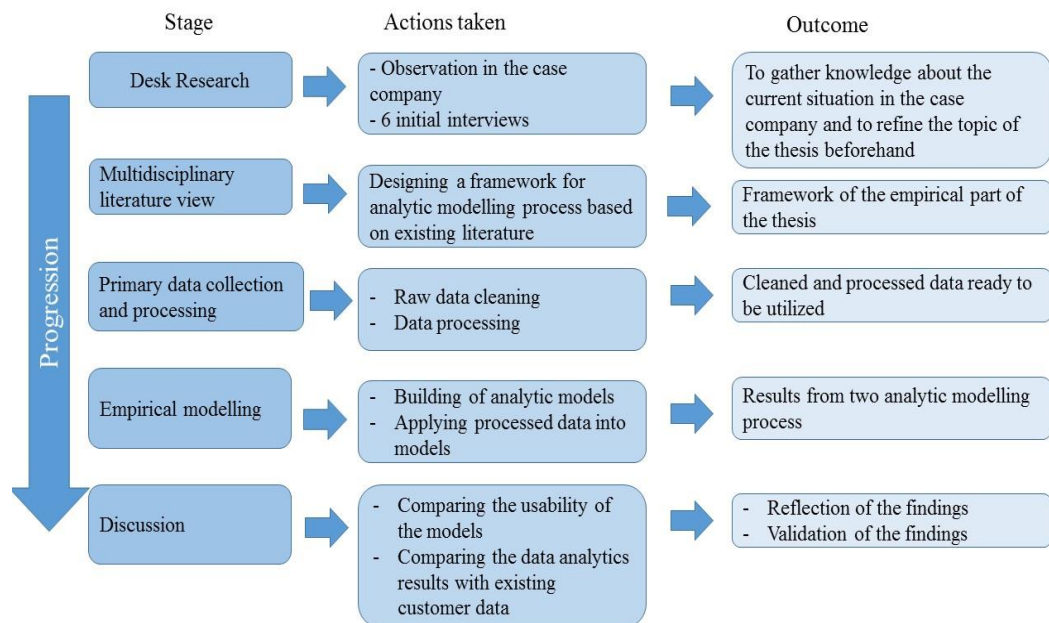 Stage
Actions taken
Outcome
Progression
Desk Research
- Observation in the case
company
- 6 initial interviews
To gather knowledge about the
current situation in the case
company and to refine the topic of
the thesis beforehand
Multidisciplinary
literature view
Designing a framework for
analytic modelling process based
on existing literature
Framework of the empirical part of
the thesis
Primary data collection
and processing
- Raw data cleaning
- Data processing
Cleaned and processed data ready to
be utilized
Empirical modelling
- Building of analytic models
- Applying processed data into
models
Results from two analytic modelling
process
Discussion
- Comparing the usability of
the models
- Comparing the data analytics
results with existing
customer data
- Reflection of the findings
- Validation of the findings